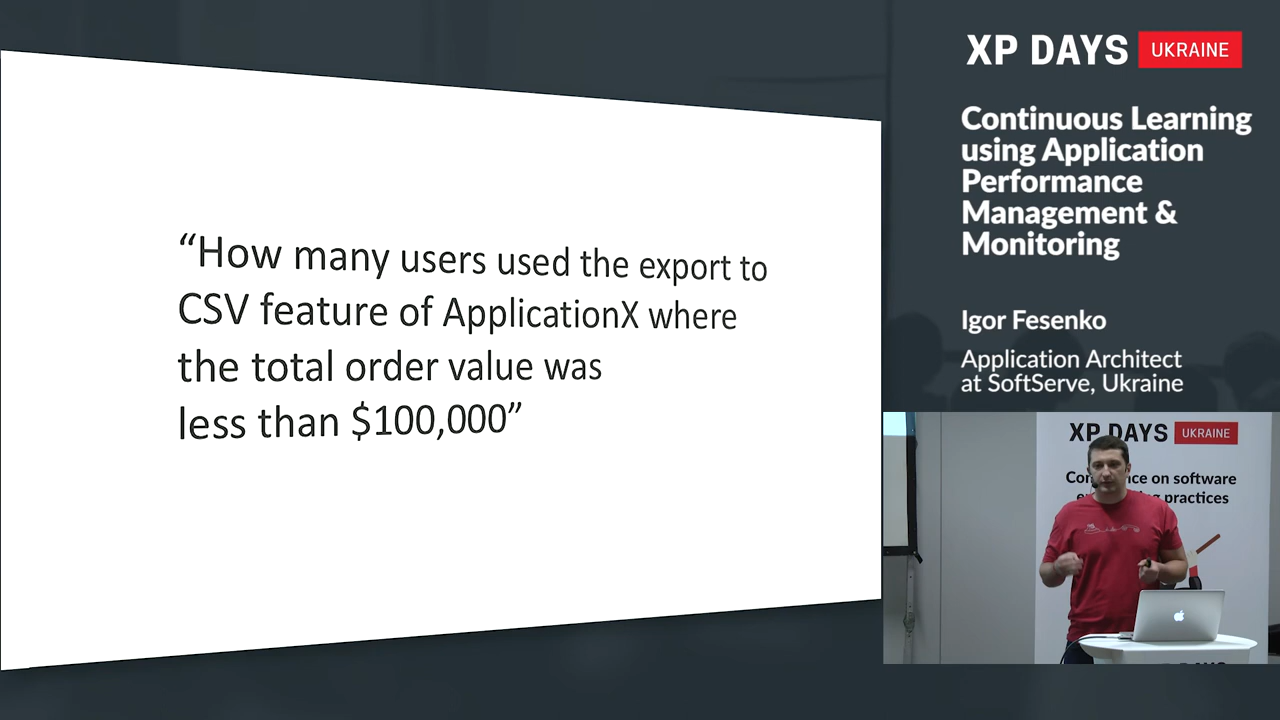 “How many users used the export to
CSV feature of ApplicationX where
the total order value was
less than $100,000”
XP DAYS UKRAINE
Continuous Learning
using Application
Performance
Management &
Monitoring
Igor Fesenko
Application Architect
at SoftServe, Ukraine
XP DAYS UKRAINE
on software
practices